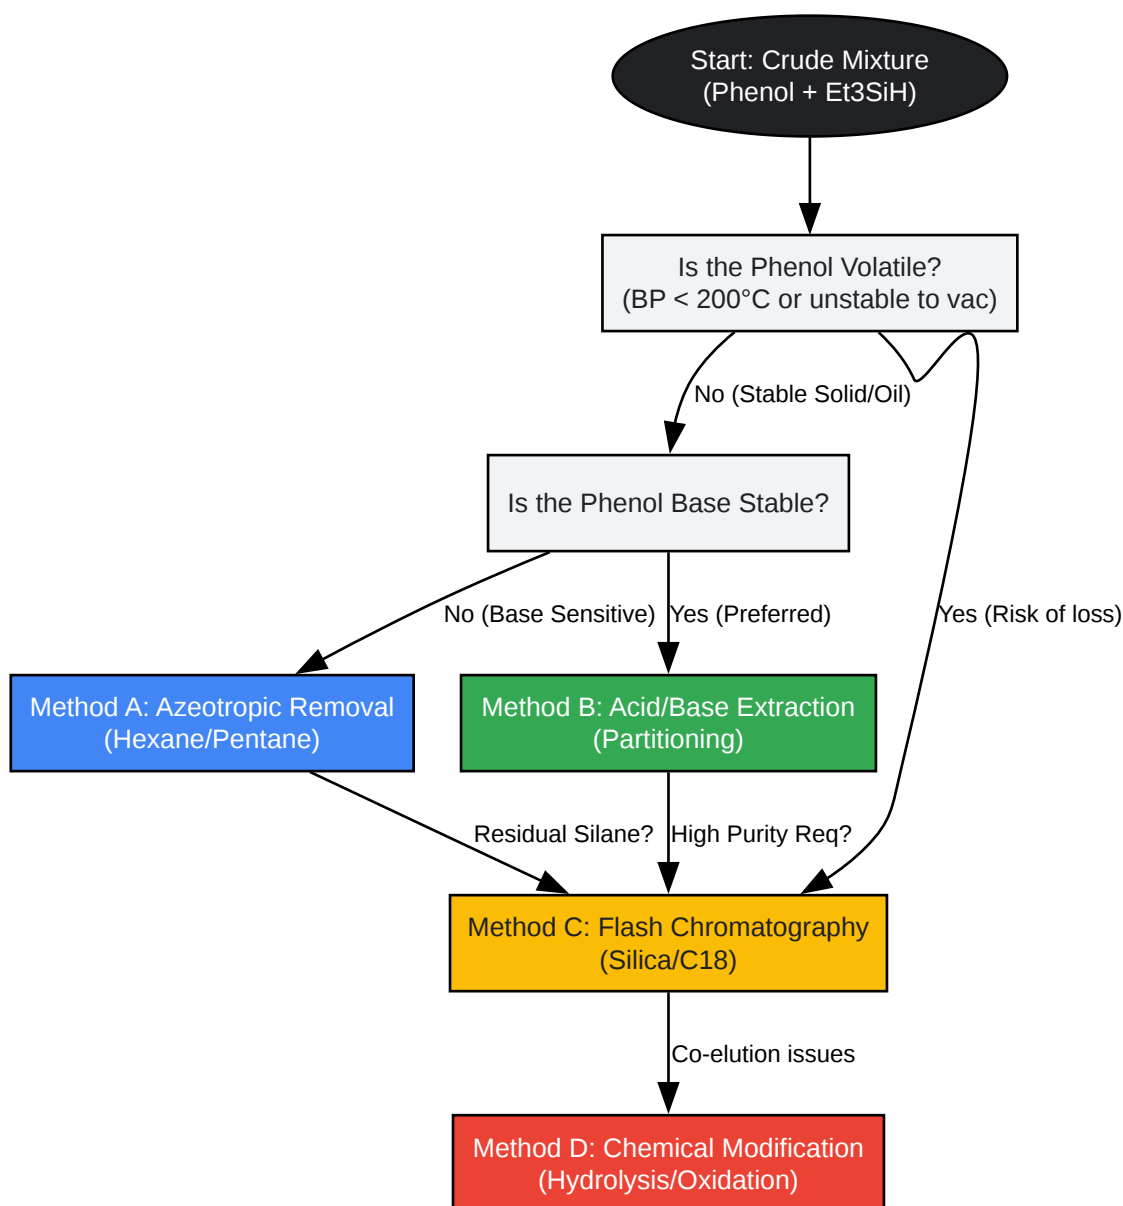 Start: Crude Mixture
(Phenol + Et3SiH)
Is the Phenol Volatile?
(BP < 200°C or unstable to vac)
No (Stable Solid/Oil)
Is the Phenol Base Stable?
No (Base Sensitive)
Yes (Preferred)
Yes (Risk of loss)
Method A: Azeotropic Removal
(Hexane/Pentane)
Method B: Acid/Base Extraction
(Partitioning)
Residual Silane?
High Purity Req?
Method C: Flash Chromatography
(Silica/C18)
Co-elution issues
Method D: Chemical Modification
(Hydrolysis/Oxidation)